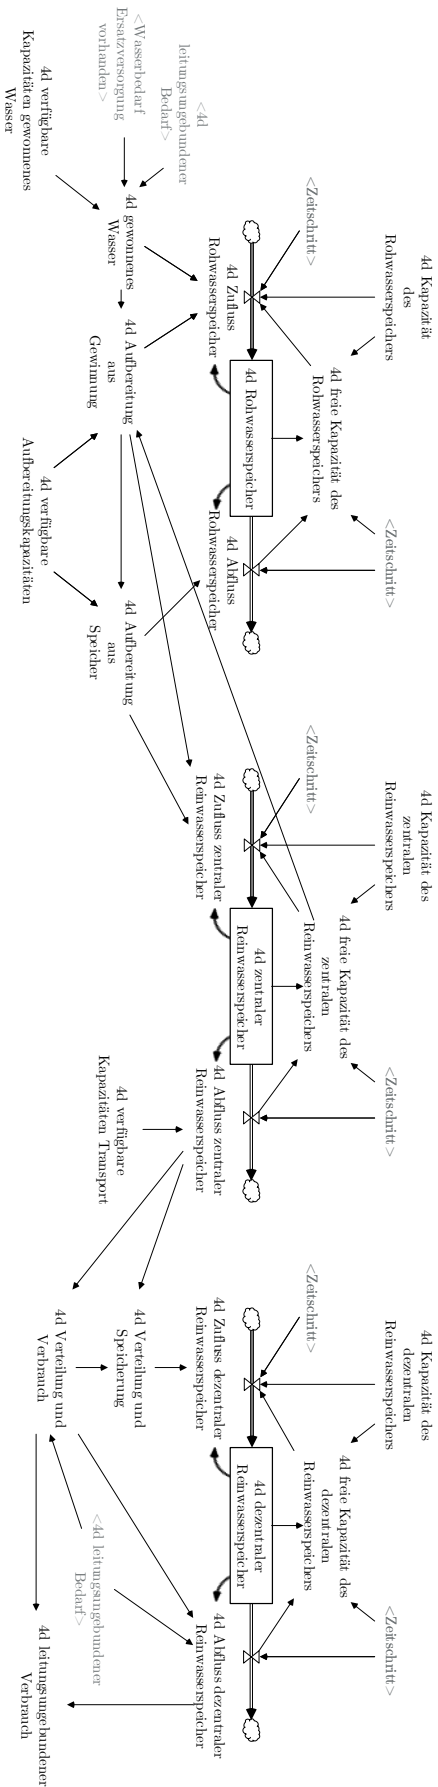 4d Kapazität
des
Rohwasserspeichers
<Zeitschritt>
4d freie Kapazität des
Rohwasserspeichers
<Zeitschritt>
4d Rohwasserspeicher
4d Zufluss
Rohwasserspeicher
4d Abfluss
Rohwasserspeicher
<4d
leitungsungebundener
Bedarf>
<Wasserbedarf
Ersatzversorgung
vorhanden>
4d gewonnenes
Wasser
4d verfügbare
Kapazitäten gewonnenes
Wasser
4d Aufbereitung
aus
Gewinnung
4d Aufbereitung
aus
Speicher
4d verfügbare
Aufbereitungskapazitäten
4d Kapazität des
zentralen
Reinwasserspeichers
<Zeitschritt>
4d freie Kapazität des
zentralen
Reinwasserspeichers
<Zeitschritt>
4d zentraler
Reinwasserspeicher
4d Zufluss zentraler
Reinwasserspeicher
4d Abfluss zentraler
Reinwasserspeicher
4d verfügbare
Kapazitäten Transport
4d Kapazität des
dezentralen
Reinwasserspeichers
<Zeitschritt>
4d freie Kapazität des
dezentralen
Reinwasserspeichers
<Zeitschritt>
4d dezentraler
Reinwasserspeicher
4d Zufluss dezentraler
Reinwasserspeicher
4d Abfluss dezentraler
Reinwasserspeicher
4d Verteilung und
Speicherung
4d Verteilung und
Verbrauch
<4d leitungsungebundener
Bedarf>
4d leitungsungebundener
Verbrauch